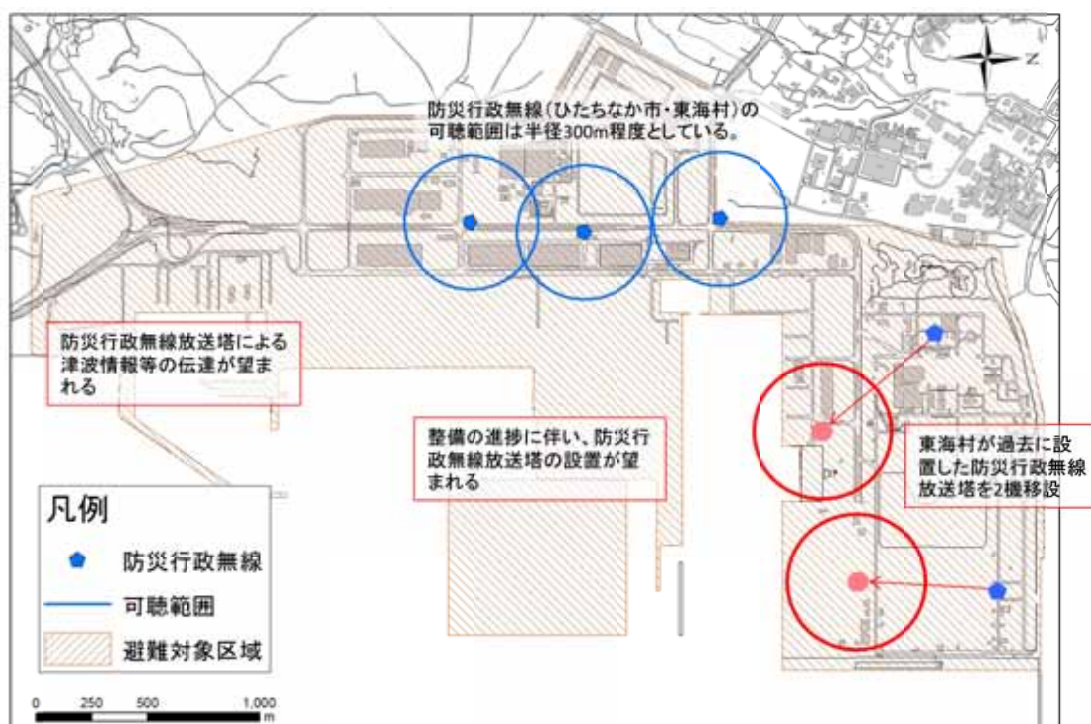 N
防災行政無線(ひたちなか市・東海村)の
可聴範囲は半径300m程度としている。
防災行政無線放送塔による
津波情報等の伝達が望ま
れる
整備の進捗に伴い、防災行
政無線放送塔の設置が望
まれる
東海村が過去に設
置した防災行政無線
放送塔を2機移設
凡例
防災行政無線
可聴範囲
避難対象区域
0 250 500 1,000
m